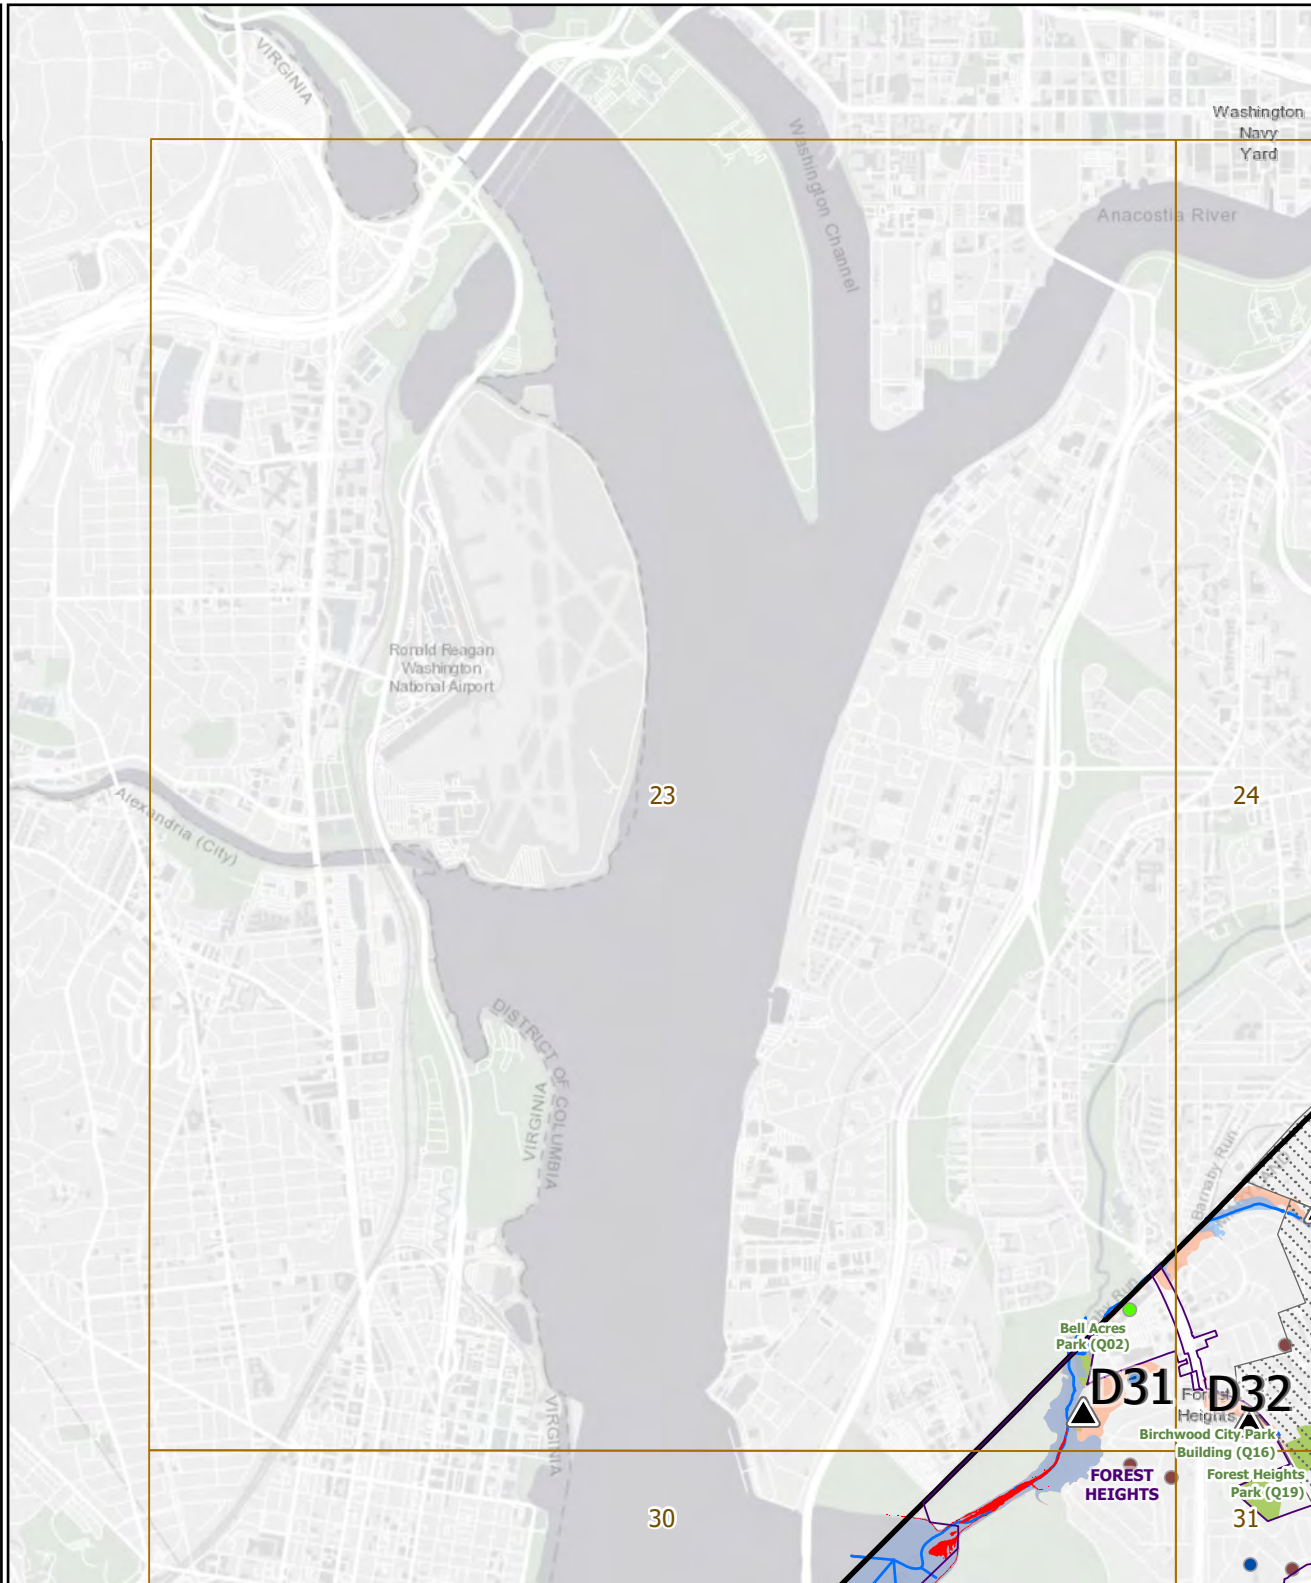 VIRGINIA
Washington
Navy
Yard
Washington Channel
Anacostia River
Ronald Reagan
Washington
National Airport
23
24
Alexandria (City)
DISTRICT OF COLUMBIA
VIRGINIA
Barnaby Run
Run
Bell Acres
Park (Q02)
D31
D32
Forest
Heights
VIRGINIA
Birchwood City Park
Building (Q16)
FOREST
HEIGHTS
Forest Heights
Park (Q19)
30
31